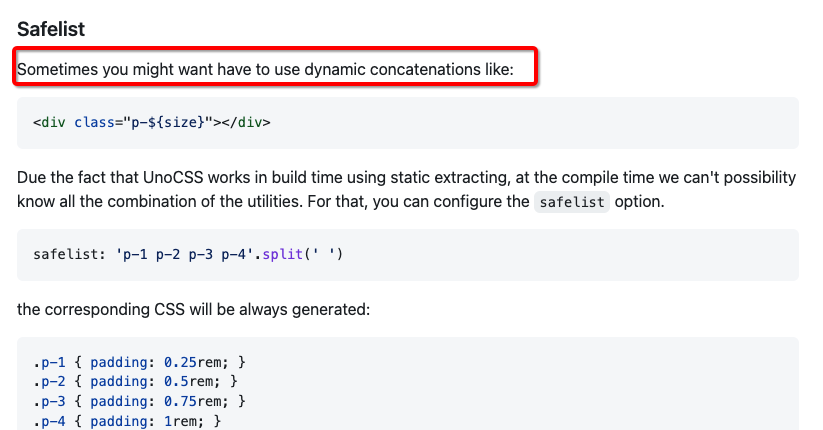 Safelist
Sometimes you might want have to use dynamic concatenations like:
<div class="p-${size}"></div>
Due the fact that UnoCSS works in build time using static extracting, at the compile time we can't possibility
know all the combination of the utilities. For that, you can configure the safelist option.
safelist: 'p-1 p-2 p-3 p-4'.split(' ')
the corresponding CSS will be always generated:
.p-1 { padding: 0.25rem; }
.p-2 { padding: 0.5rem; }
.p-3 { padding: 0.75rem; }
.p-4 { padding: 1rem; }